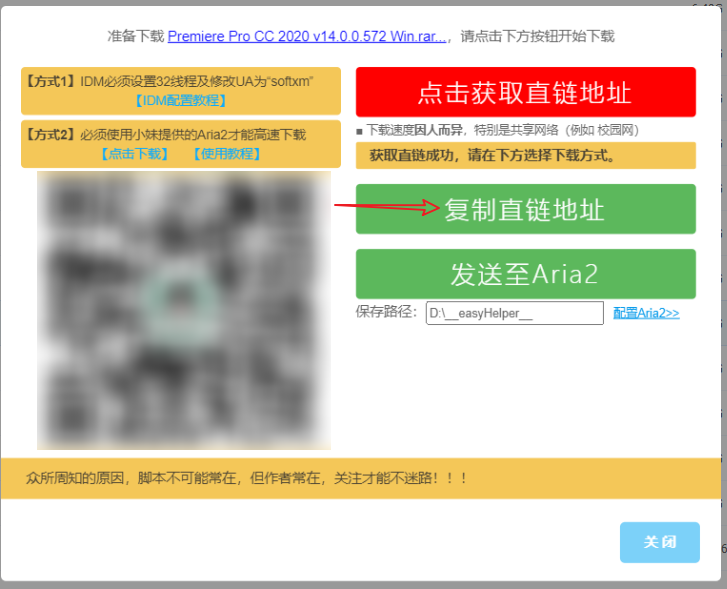 准备下载 Premiere Pro CC 2020 v14.0.0.572 Win.rar...，请点击下方按钮开始下载
【方式1】IDM必须设置32线程及修改UA为“softxm”
【IDM配置教程】
【方式2】必须使用小妹提供的Aria2才能高速下载
【点击下载】 【使用教程】
点击获取直链地址
■ 下载速度因人而异，特别是共享网络（例如 校园网）
获取直链成功，请在下方选择下载方式。
复制直链地址
发送至Aria2
保存路径： D:\__easyHelper__ 配置Aria2>>
众所周知的原因，脚本不可能常在，但作者常在，关注才能不迷路！！！
关闭